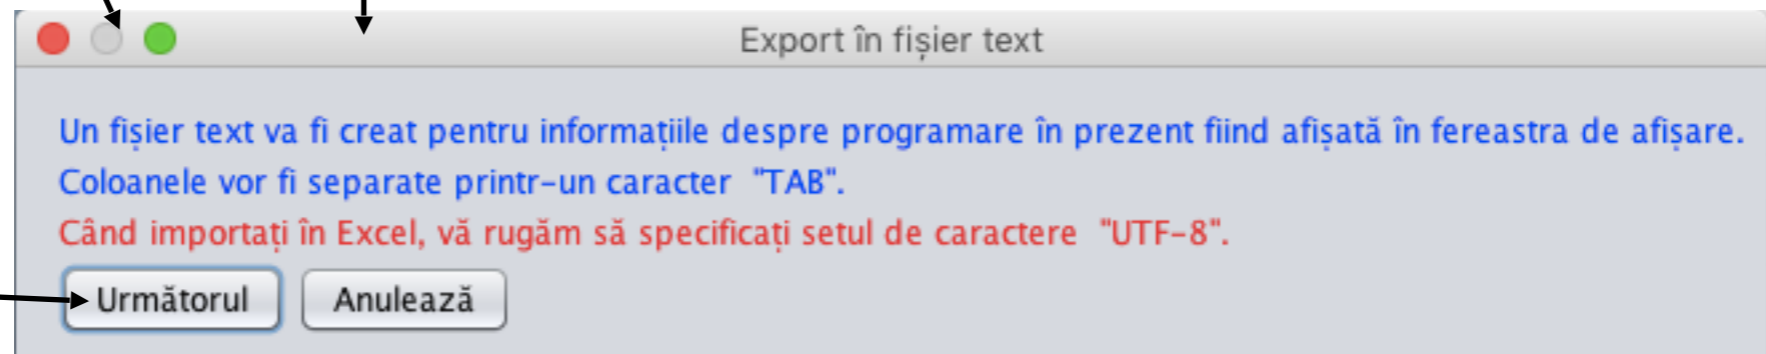 Export în fișier text
Un fișier text va fi creat pentru informațiile despre programare în prezent fiind afișată în fereastra de afișare.
Coloanele vor fi separate printr-un caracter "TAB".
Când importați în Excel, vă rugăm să specificați setul de caractere "UTF-8".
Următorul Anulează